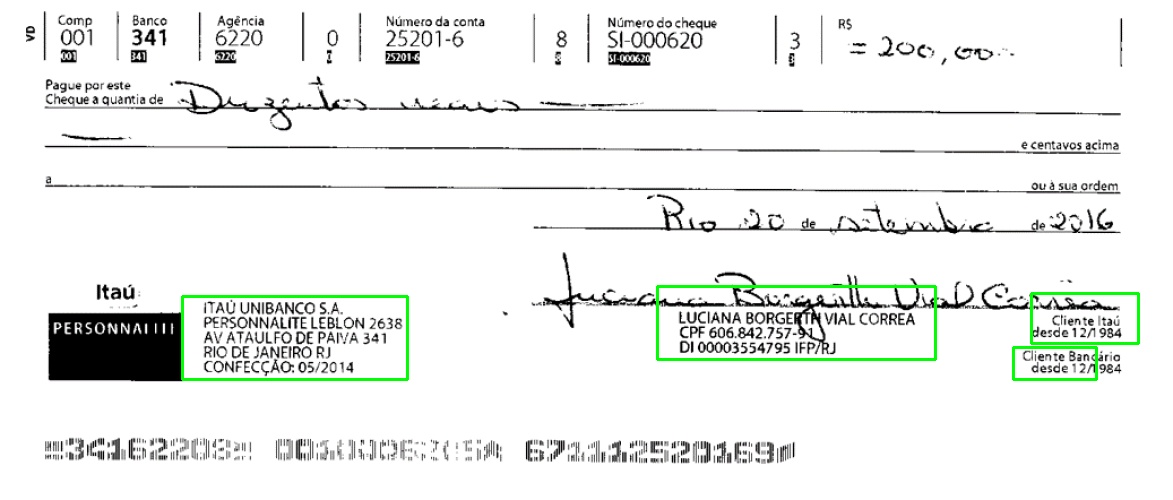 VD
Comp Banco Agência Número da conta Número do cheque R$
001 341 6220 0 25201-6 8 SI-000620 3 = 200,00-
001 341 6220 0 25201-6 8 SI-000620 3
Pague por este
Cheque a quantia de Duzentos reais
e centavos acima
a ou à sua ordem
Rio 20 de setembro de 2016
Luciana Borgerth Vial Corrêa
Itaú
PERSONNALITE
ITAÚ UNIBANCO S.A.
PERSONNALITE LEBLON 2638
AV ATAULFO DE PAIVA 341
RIO DE JANEIRO RJ
CONFECÇÃO: 05/2014
LUCIANA BORGERTH VIAL CORREA
CPF 606.842.757-91
DI 00003554795 IFP/RJ
Cliente Itaú
desde 12/1984
Cliente Bancário
desde 12/1984